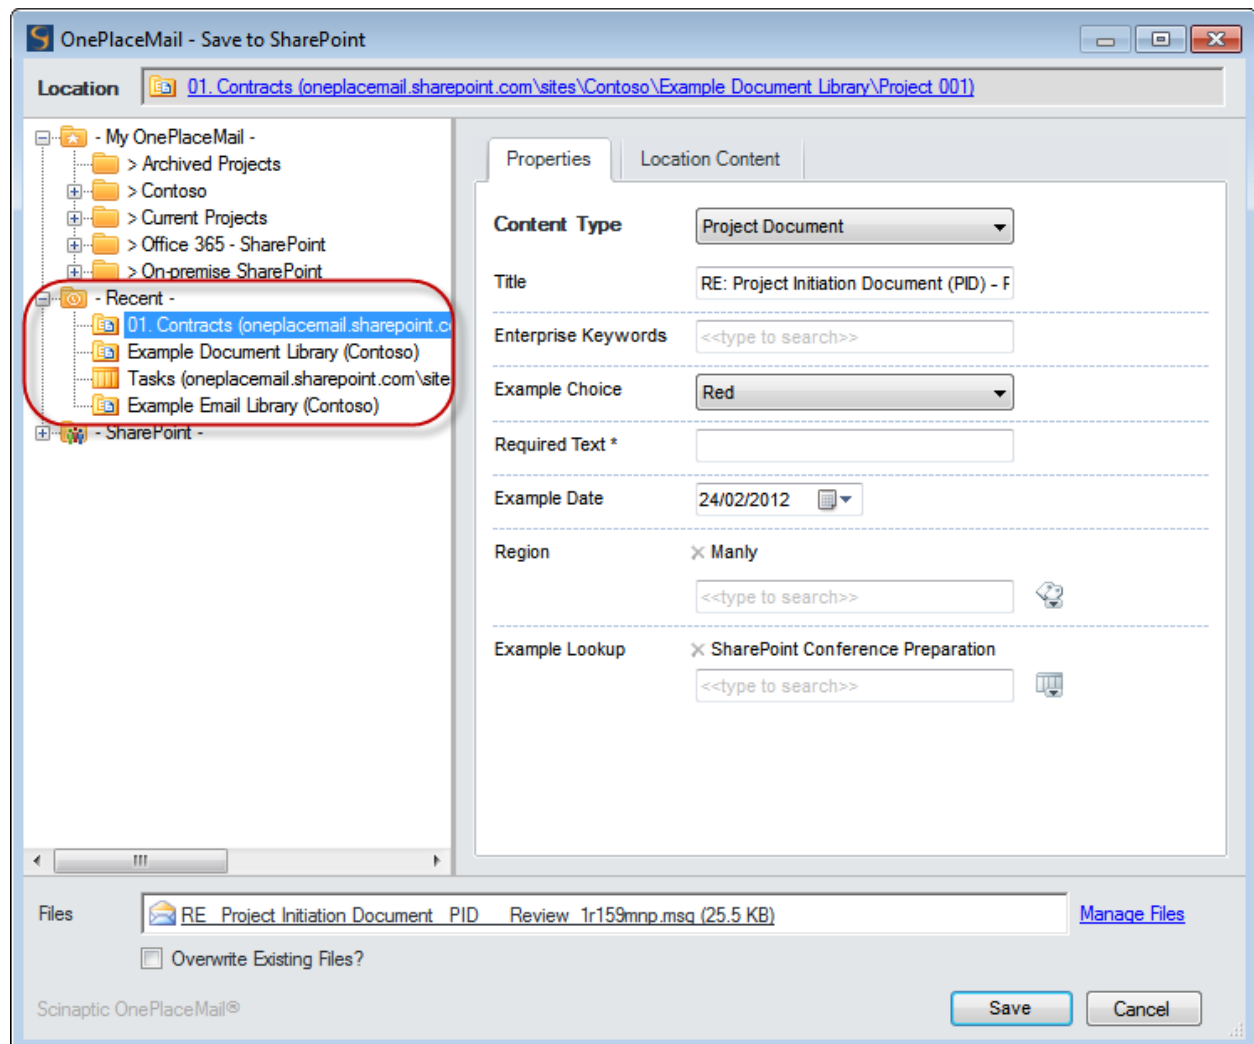 OnePlaceMail - Save to SharePoint
Location 01. Contracts (oneplacemail.sharepoint.com\sites\Contoso\Example Document Library\Project 001)
- My OnePlaceMail -
> Archived Projects
> Contoso
> Current Projects
> Office 365 - SharePoint
> On-premise SharePoint
- Recent -
01. Contracts (oneplacemail.sharepoint.c
Example Document Library (Contoso)
Tasks (oneplacemail.sharepoint.com\site
Example Email Library (Contoso)
- SharePoint -
Properties Location Content
Content Type Project Document
Title RE: Project Initiation Document (PID) - F
Enterprise Keywords <<type to search>>
Example Choice Red
Required Text *
Example Date 24/02/2012
Region Manly
<<type to search>>
Example Lookup SharePoint Conference Preparation
<<type to search>>
Files RE_ Project Initiation Document _PID_ _ Review_1r159mnp.msg (25.5 KB) Manage Files
Overwrite Existing Files?
Scinaptic OnePlaceMail®
Save Cancel